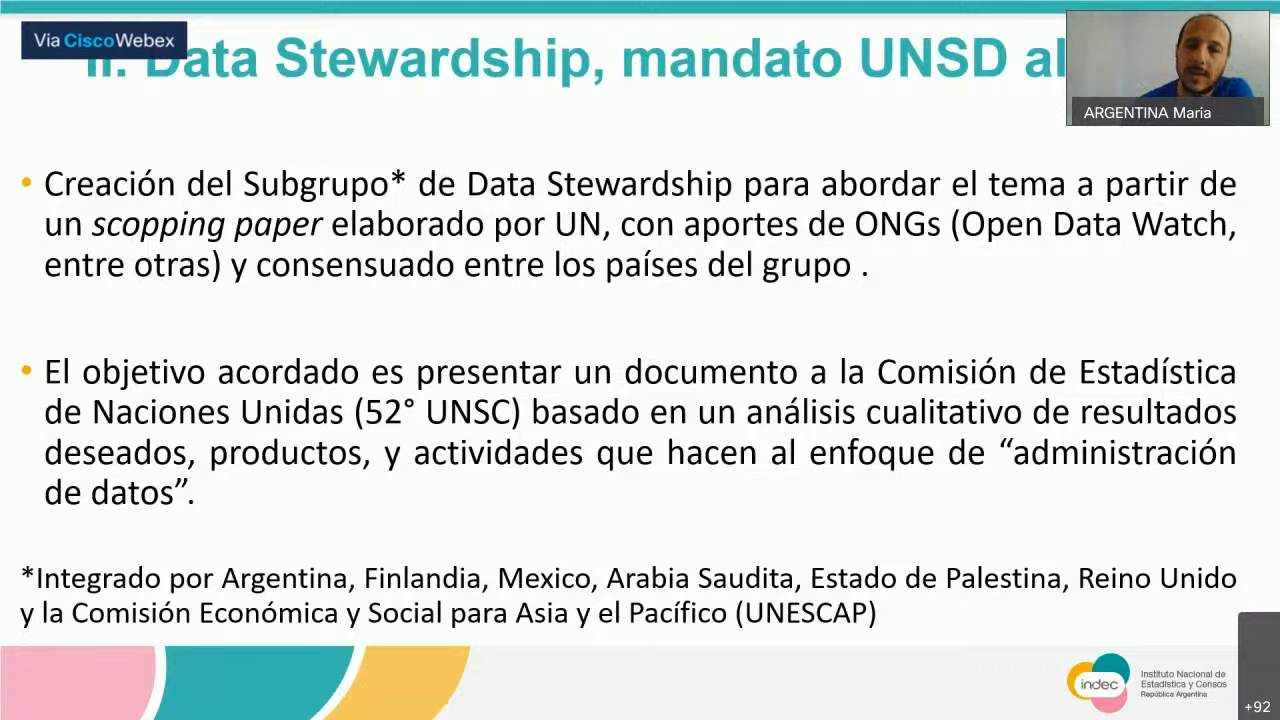 Via CiscoWebex
II. Data Stewardship, mandato UNSD al
ARGENTINA Maria
• Creación del Subgrupo* de Data Stewardship para abordar el tema a partir de
un scopping paper elaborado por UN, con aportes de ONGs (Open Data Watch,
entre otras) y consensuado entre los países del grupo .
• El objetivo acordado es presentar un documento a la Comisión de Estadística
de Naciones Unidas (52° UNSC) basado en un análisis cualitativo de resultados
deseados, productos, y actividades que hacen al enfoque de “administración
de datos”.
*Integrado por Argentina, Finlandia, Mexico, Arabia Saudita, Estado de Palestina, Reino Unido
y la Comisión Económica y Social para Asia y el Pacífico (UNESCAP)
indec
Instituto Nacional de
Estadística y Censos
República Argentina
+92